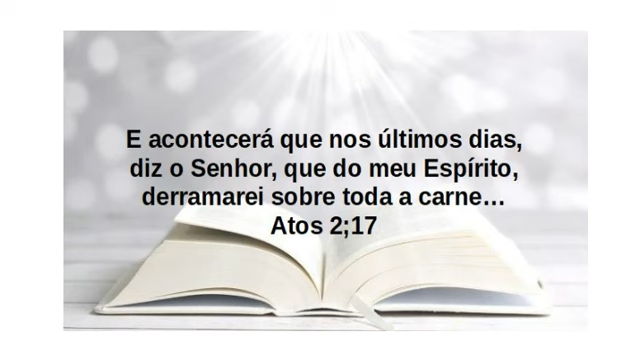 E acontecerá que nos últimos dias,
diz o Senhor, que do meu Espírito,
derramarei sobre toda a carne…
Atos 2;17